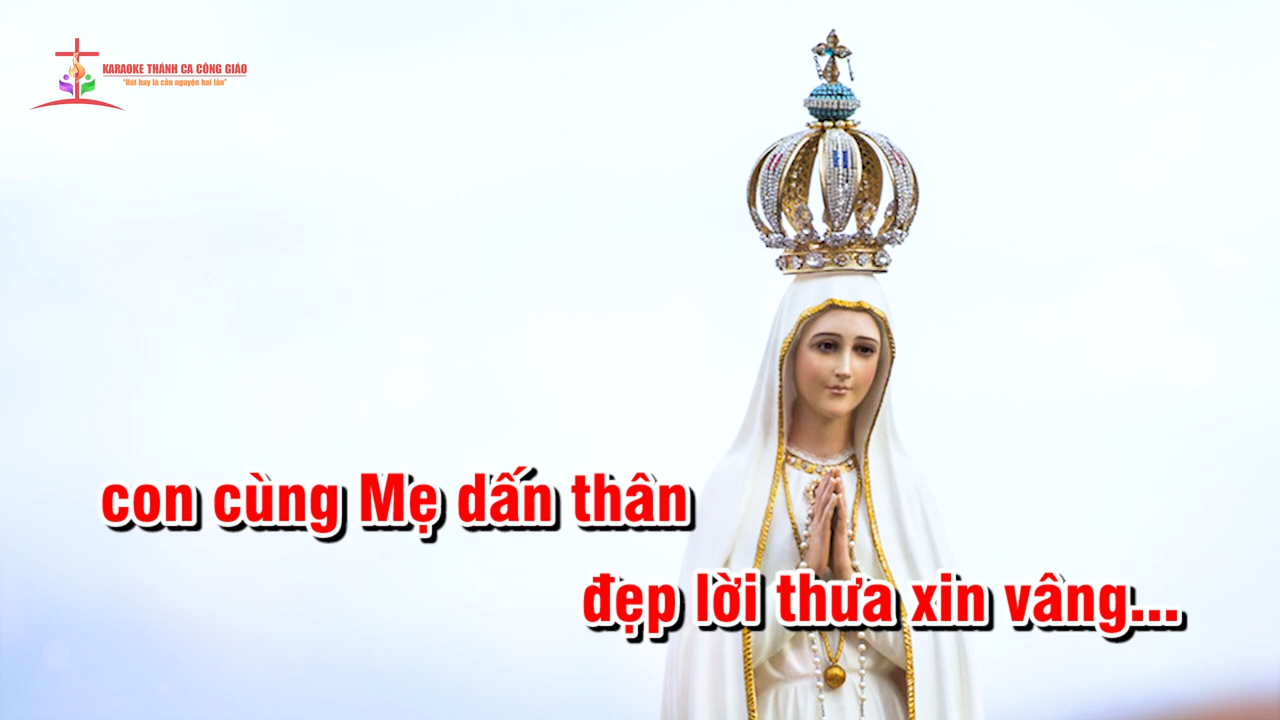 KARAOKE THÁNH CA CÔNG GIÁO
"Hát hay là cầu nguyện hai lần"
con cùng Mẹ dấn thân
đẹp lời thưa xin vâng...